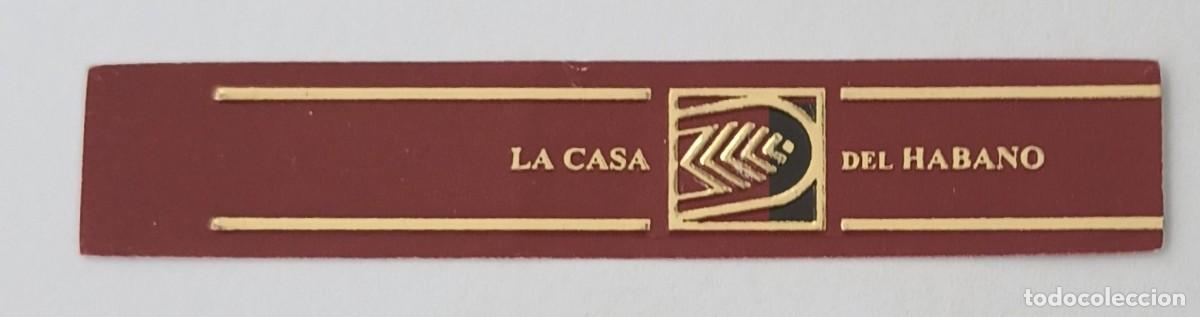 LA CASA DEL HABANO
todocoleccion